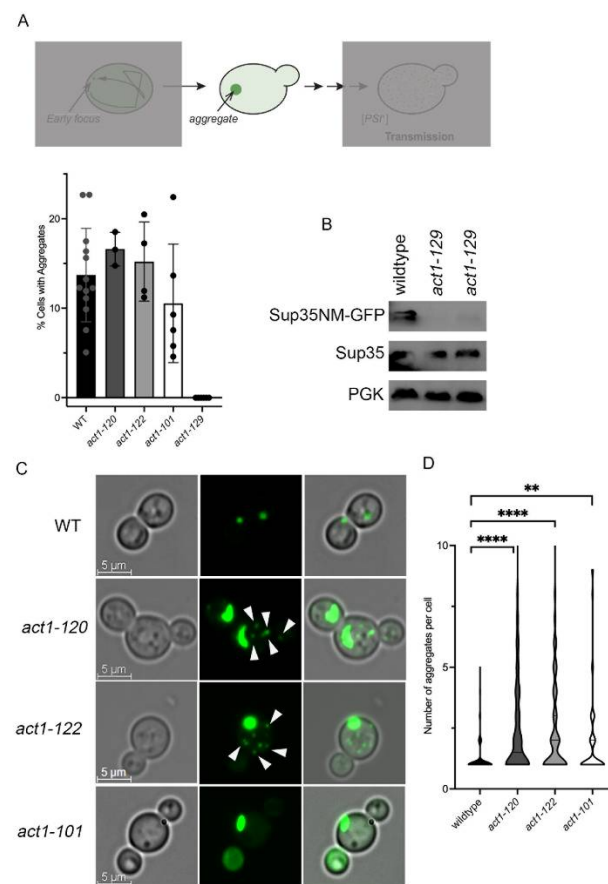 A
Early focus
aggregate
[PSI⁺]
Transmission
% Cells with Aggregates
20
15
10
5
0
WT
act1-120
act1-122
act1-101
act1-129
B
wildtype
act1-129
act1-129
Sup35NM-GFP
Sup35
PGK
C
WT
5 µm
act1-120
5 µm
act1-122
5 µm
act1-101
5 µm
D
Number of aggregates per cell
**
****
****
10
5
0
wildtype
act1-120
act1-122
act1-101